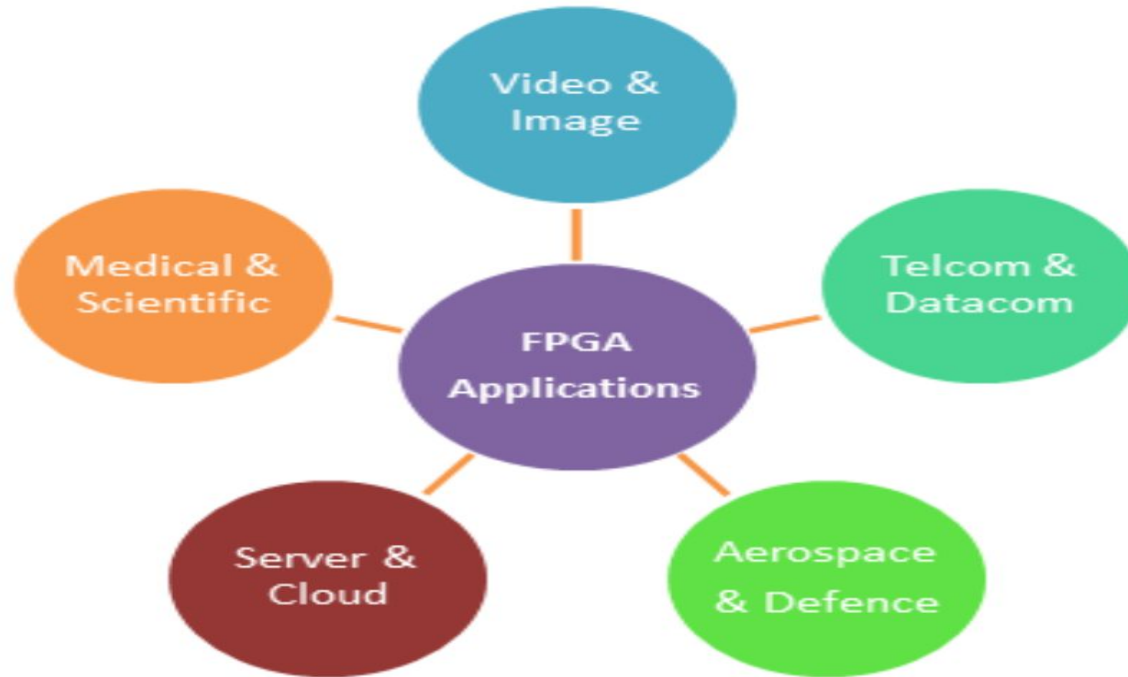 Video &
Image
Medical &
Scientific
Telcom &
Datacom
FPGA
Applications
Server &
Cloud
Aerospace
& Defence